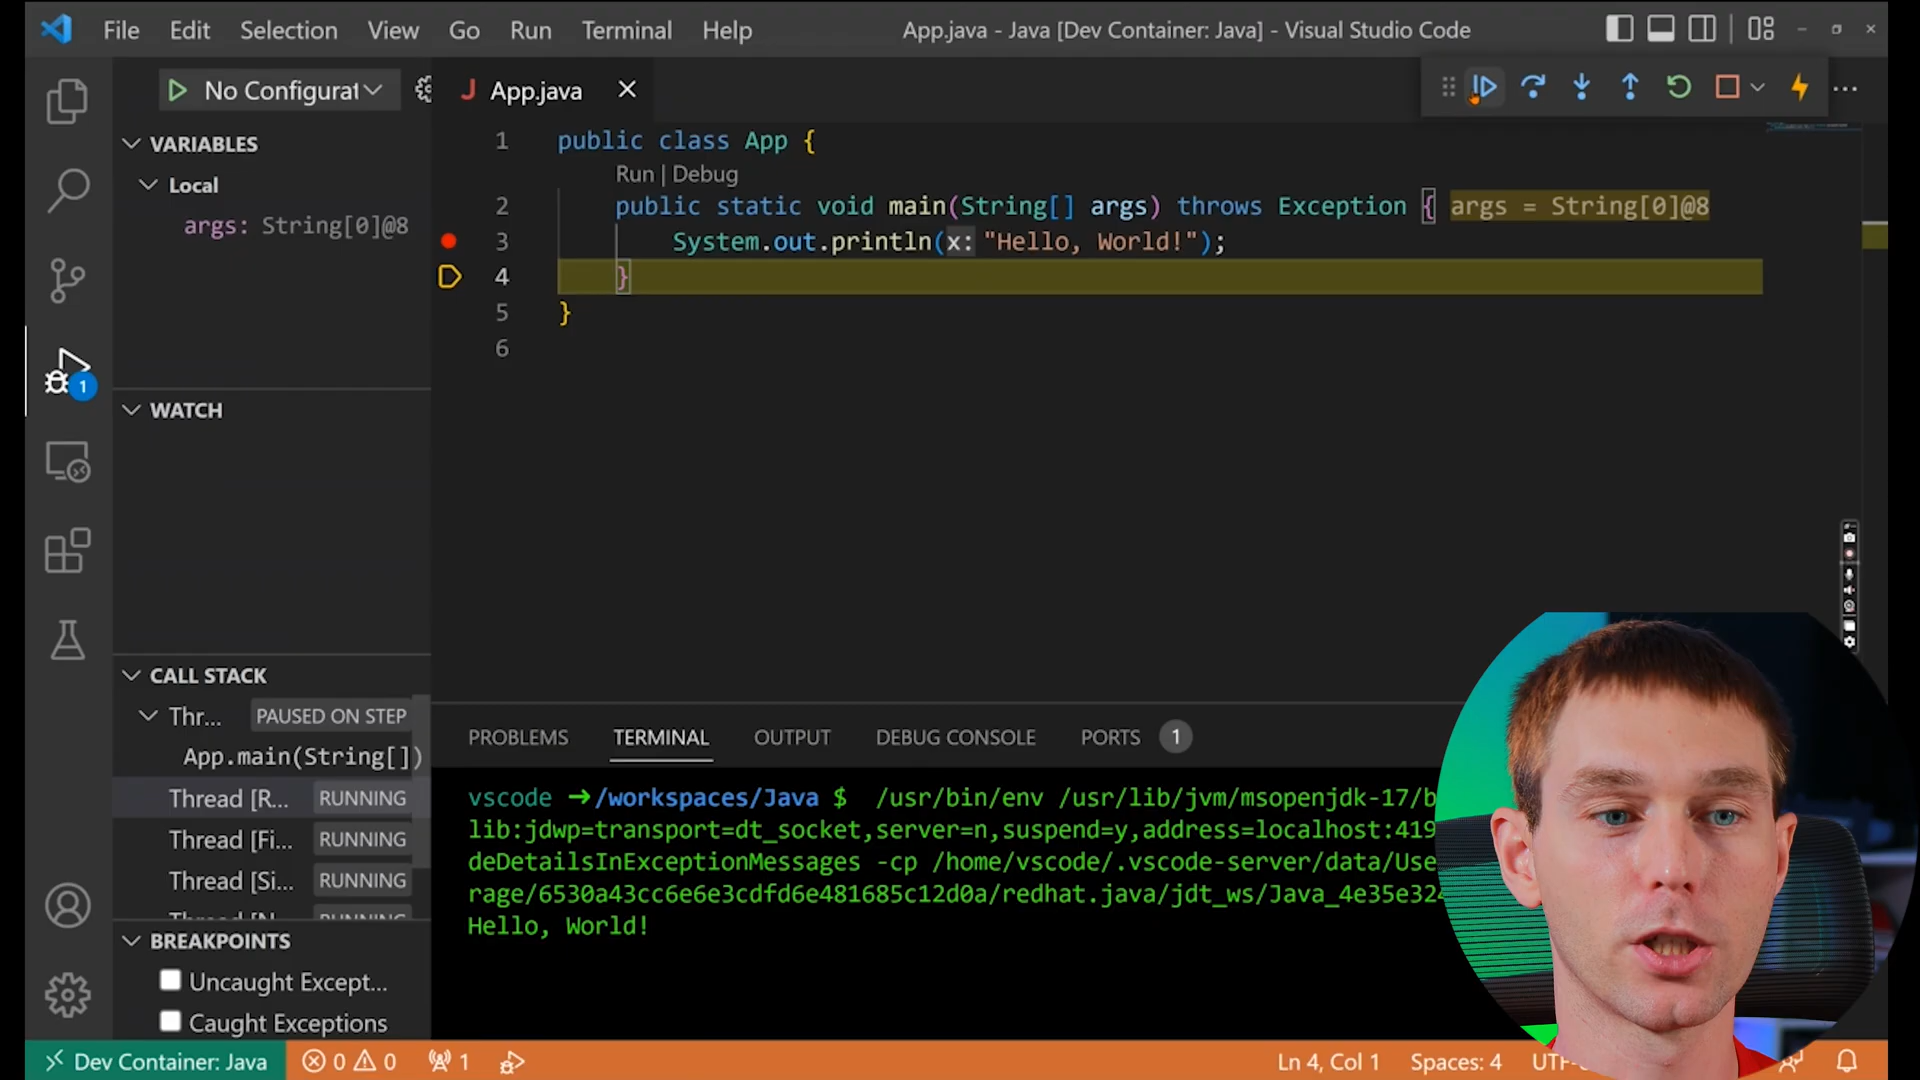 File Edit Selection View Go Run Terminal Help App.java - Java [Dev Container: Java] - Visual Studio Code
No Configurat
J App.java
VARIABLES
Local
args: String[0]@8
WATCH
CALL STACK
Thr... PAUSED ON STEP
App.main(String[])
Thread [R... RUNNING
Thread [Fi... RUNNING
Thread [Si... RUNNING
BREAKPOINTS
Uncaught Except...
Caught Exceptions
1
1 public class App {
Run | Debug
2 public static void main(String[] args) throws Exception { args = String[0]@8
3 System.out.println(x: "Hello, World!");
4 }
5 }
6
PROBLEMS TERMINAL OUTPUT DEBUG CONSOLE PORTS 1
vscode ➜/workspaces/Java $ /usr/bin/env /usr/lib/jvm/msopenjdk-17/b
lib:jdwp=transport=dt_socket,server=n,suspend=y,address=localhost:419
deDetailsInExceptionMessages -cp /home/vscode/.vscode-server/data/Use
rage/6530a43cc6e6e3cdfd6e481685c12d0a/redhat.java/jdt_ws/Java_4e35e324
Hello, World!
Dev Container: Java 0 0 1 Ln 4, Col 1 Spaces: 4 UTF-